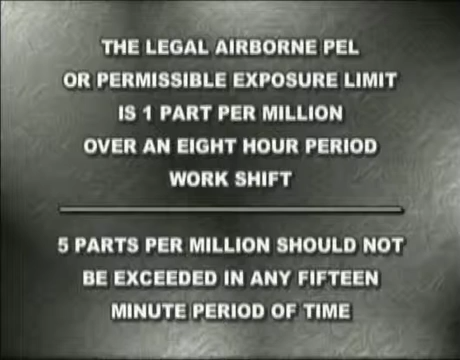 THE LEGAL AIRBORNE PEL
OR PERMISSIBLE EXPOSURE LIMIT
IS 1 PART PER MILLION
OVER AN EIGHT HOUR PERIOD
WORK SHIFT
5 PARTS PER MILLION SHOULD NOT
BE EXCEEDED IN ANY FIFTEEN
MINUTE PERIOD OF TIME